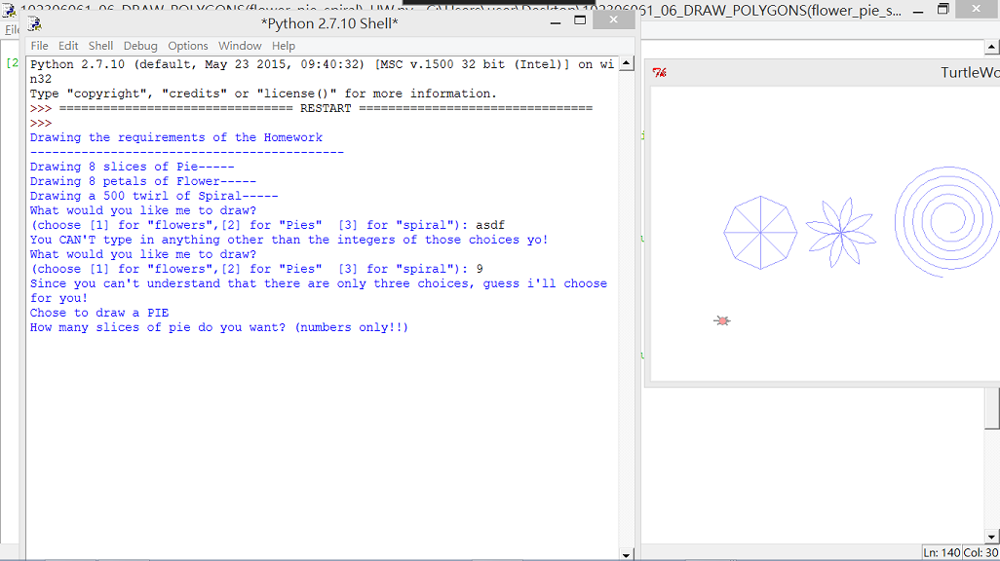 102396061_06_DRAW_POLYGONS(flower_pie_spiral)_HW.py - C:\Users\user\Desktop\102396061_06_DRAW_POLYGONS(flower_pie_s...
*Python 2.7.10 Shell*
File Edit Shell Debug Options Window Help
Python 2.7.10 (default, May 23 2015, 09:40:32) [MSC v.1500 32 bit (Intel)] on wi
n32
Type "copyright", "credits" or "license()" for more information.
>>> ================================ RESTART ================================
>>>
Drawing the requirements of the Homework
-------------------------------------------
Drawing 8 slices of Pie-----
Drawing 8 petals of Flower-----
Drawing a 500 twirl of Spiral-----
What would you like me to draw?
(choose [1] for "flowers",[2] for "Pies"  [3] for "spiral"): asdf
You CAN'T type in anything other than the integers of those choices yo!
What would you like me to draw?
(choose [1] for "flowers",[2] for "Pies"  [3] for "spiral"): 9
Since you can't understand that there are only three choices, guess i'll choose
for you!
Chose to draw a PIE
How many slices of pie do you want? (numbers only!!)
TurtleWo
Ln: 140 Col: 30